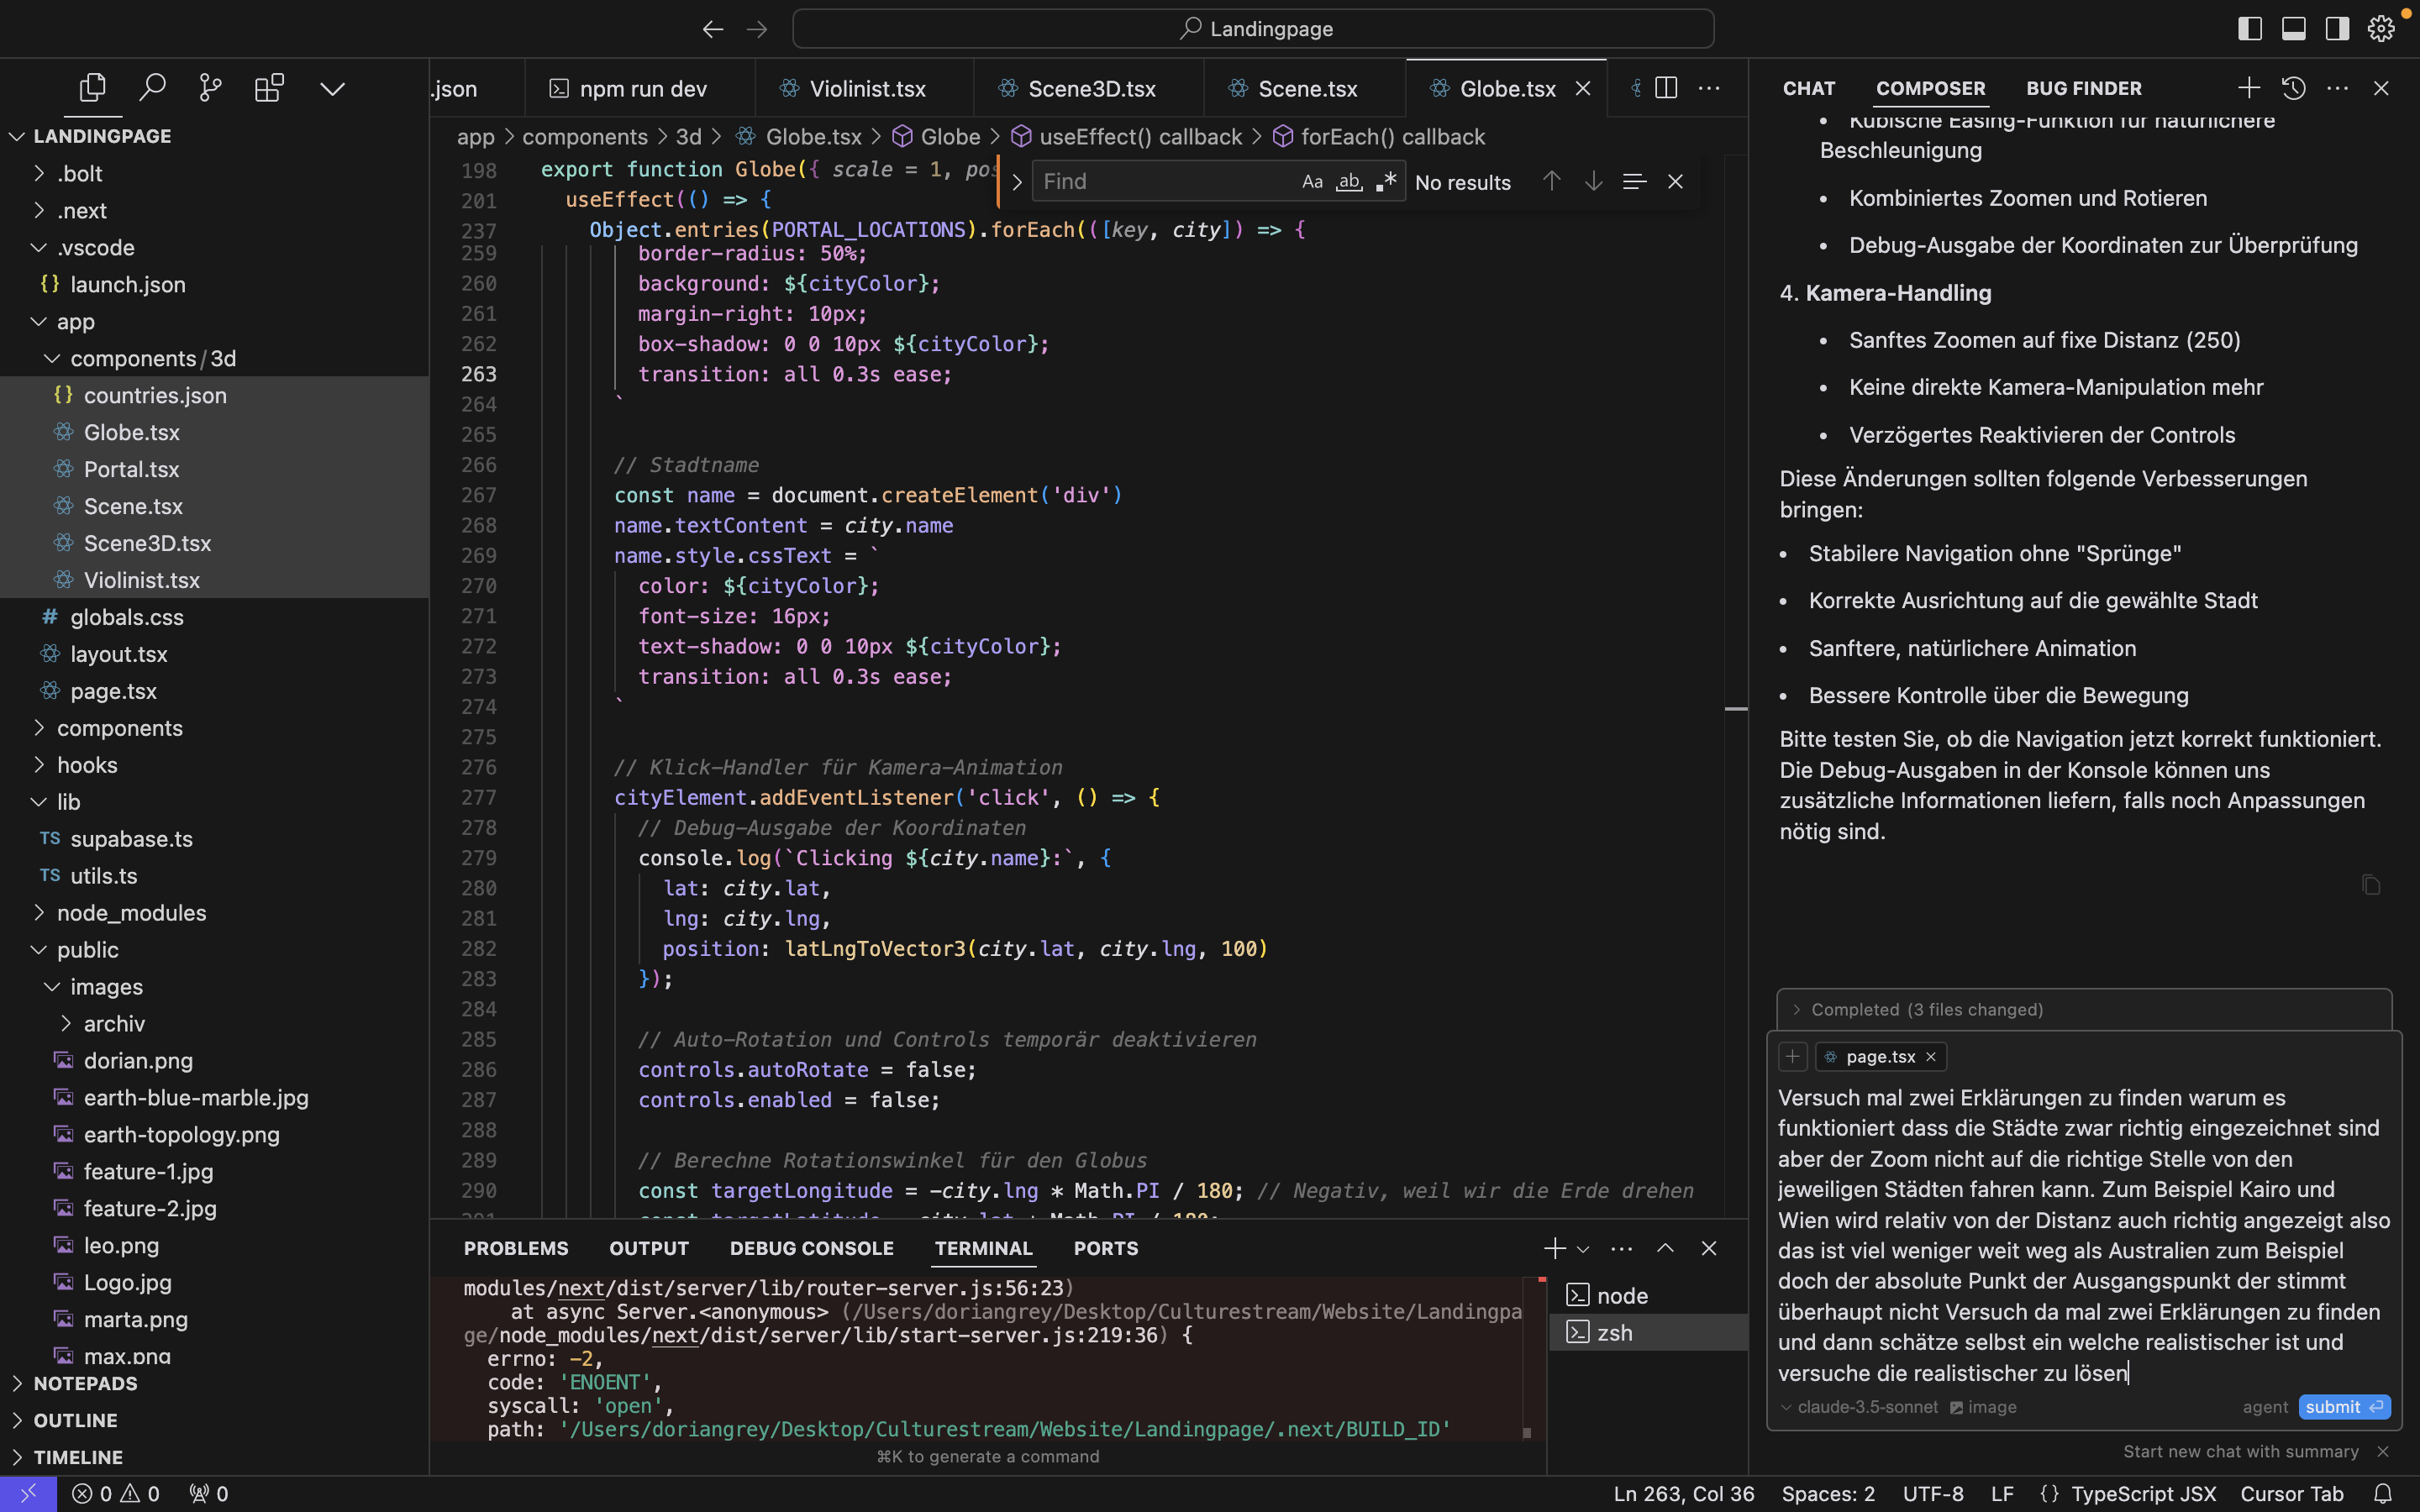 Landingpage
LANDINGPAGE
.bolt
.next
.vscode
{} launch.json
app
components/3d
{} countries.json
Globe.tsx
Portal.tsx
Scene.tsx
Scene3D.tsx
Violinist.tsx
# globals.css
layout.tsx
page.tsx
components
hooks
lib
TS supabase.ts
TS utils.ts
node_modules
public
images
archiv
dorian.png
earth-blue-marble.jpg
earth-topology.png
feature-1.jpg
feature-2.jpg
leo.png
Logo.jpg
marta.png
max.png
NOTEPADS
OUTLINE
TIMELINE
.json
npm run dev
Violinist.tsx
Scene3D.tsx
Scene.tsx
Globe.tsx
app > components > 3d > Globe.tsx > Globe > useEffect() callback > forEach() callback
Find
Aa
ab
.*
No results
198 export function Globe({ scale = 1, pos
201 useEffect(() => {
237 Object.entries(PORTAL_LOCATIONS).forEach(([key, city]) => {
259 border-radius: 50%;
260 background: ${cityColor};
261 margin-right: 10px;
262 box-shadow: 0 0 10px ${cityColor};
263 transition: all 0.3s ease;
264 `
265
266 // Stadtname
267 const name = document.createElement('div')
268 name.textContent = city.name
269 name.style.cssText = `
270 color: ${cityColor};
271 font-size: 16px;
272 text-shadow: 0 0 10px ${cityColor};
273 transition: all 0.3s ease;
274 `
275
276 // Klick-Handler für Kamera-Animation
277 cityElement.addEventListener('click', () => {
278 // Debug-Ausgabe der Koordinaten
279 console.log(`Clicking ${city.name}:`, {
280 lat: city.lat,
281 lng: city.lng,
282 position: latLngToVector3(city.lat, city.lng, 100)
283 });
284
285 // Auto-Rotation und Controls temporär deaktivieren
286 controls.autoRotate = false;
287 controls.enabled = false;
288
289 // Berechne Rotationswinkel für den Globus
290 const targetLongitude = -city.lng * Math.PI / 180; // Negativ, weil wir die Erde drehen
PROBLEMS
OUTPUT
DEBUG CONSOLE
TERMINAL
PORTS
modules/next/dist/server/lib/router-server.js:56:23)
at async Server.<anonymous> (/Users/doriangrey/Desktop/Culturestream/Website/Landingpa
ge/node_modules/next/dist/server/lib/start-server.js:219:36) {
errno: -2,
code: 'ENOENT',
syscall: 'open',
path: '/Users/doriangrey/Desktop/Culturestream/Website/Landingpage/.next/BUILD_ID'
⌘K to generate a command
node
zsh
CHAT
COMPOSER
BUG FINDER
• Kubische Easing-Funktion für natürlichere
Beschleunigung
• Kombiniertes Zoomen und Rotieren
• Debug-Ausgabe der Koordinaten zur Überprüfung
4. Kamera-Handling
• Sanftes Zoomen auf fixe Distanz (250)
• Keine direkte Kamera-Manipulation mehr
• Verzögertes Reaktivieren der Controls
Diese Änderungen sollten folgende Verbesserungen
bringen:
• Stabilere Navigation ohne "Sprünge"
• Korrekte Ausrichtung auf die gewählte Stadt
• Sanftere, natürlichere Animation
• Bessere Kontrolle über die Bewegung
Bitte testen Sie, ob die Navigation jetzt korrekt funktioniert.
Die Debug-Ausgaben in der Konsole können uns
zusätzliche Informationen liefern, falls noch Anpassungen
nötig sind.
Completed (3 files changed)
page.tsx
Versuch mal zwei Erklärungen zu finden warum es
funktioniert dass die Städte zwar richtig eingezeichnet sind
aber der Zoom nicht auf die richtige Stelle von den
jeweiligen Städten fahren kann. Zum Beispiel Kairo und
Wien wird relativ von der Distanz auch richtig angezeigt also
das ist viel weniger weit weg als Australien zum Beispiel
doch der absolute Punkt der Ausgangspunkt der stimmt
überhaupt nicht Versuch da mal zwei Erklärungen zu finden
und dann schätze selbst ein welche realistischer ist und
versuche die realistischer zu lösen
claude-3.5-sonnet
image
agent
submit
Start new chat with summary
0 0
0
Ln 263, Col 36
Spaces: 2
UTF-8
LF
{} TypeScript JSX
Cursor Tab